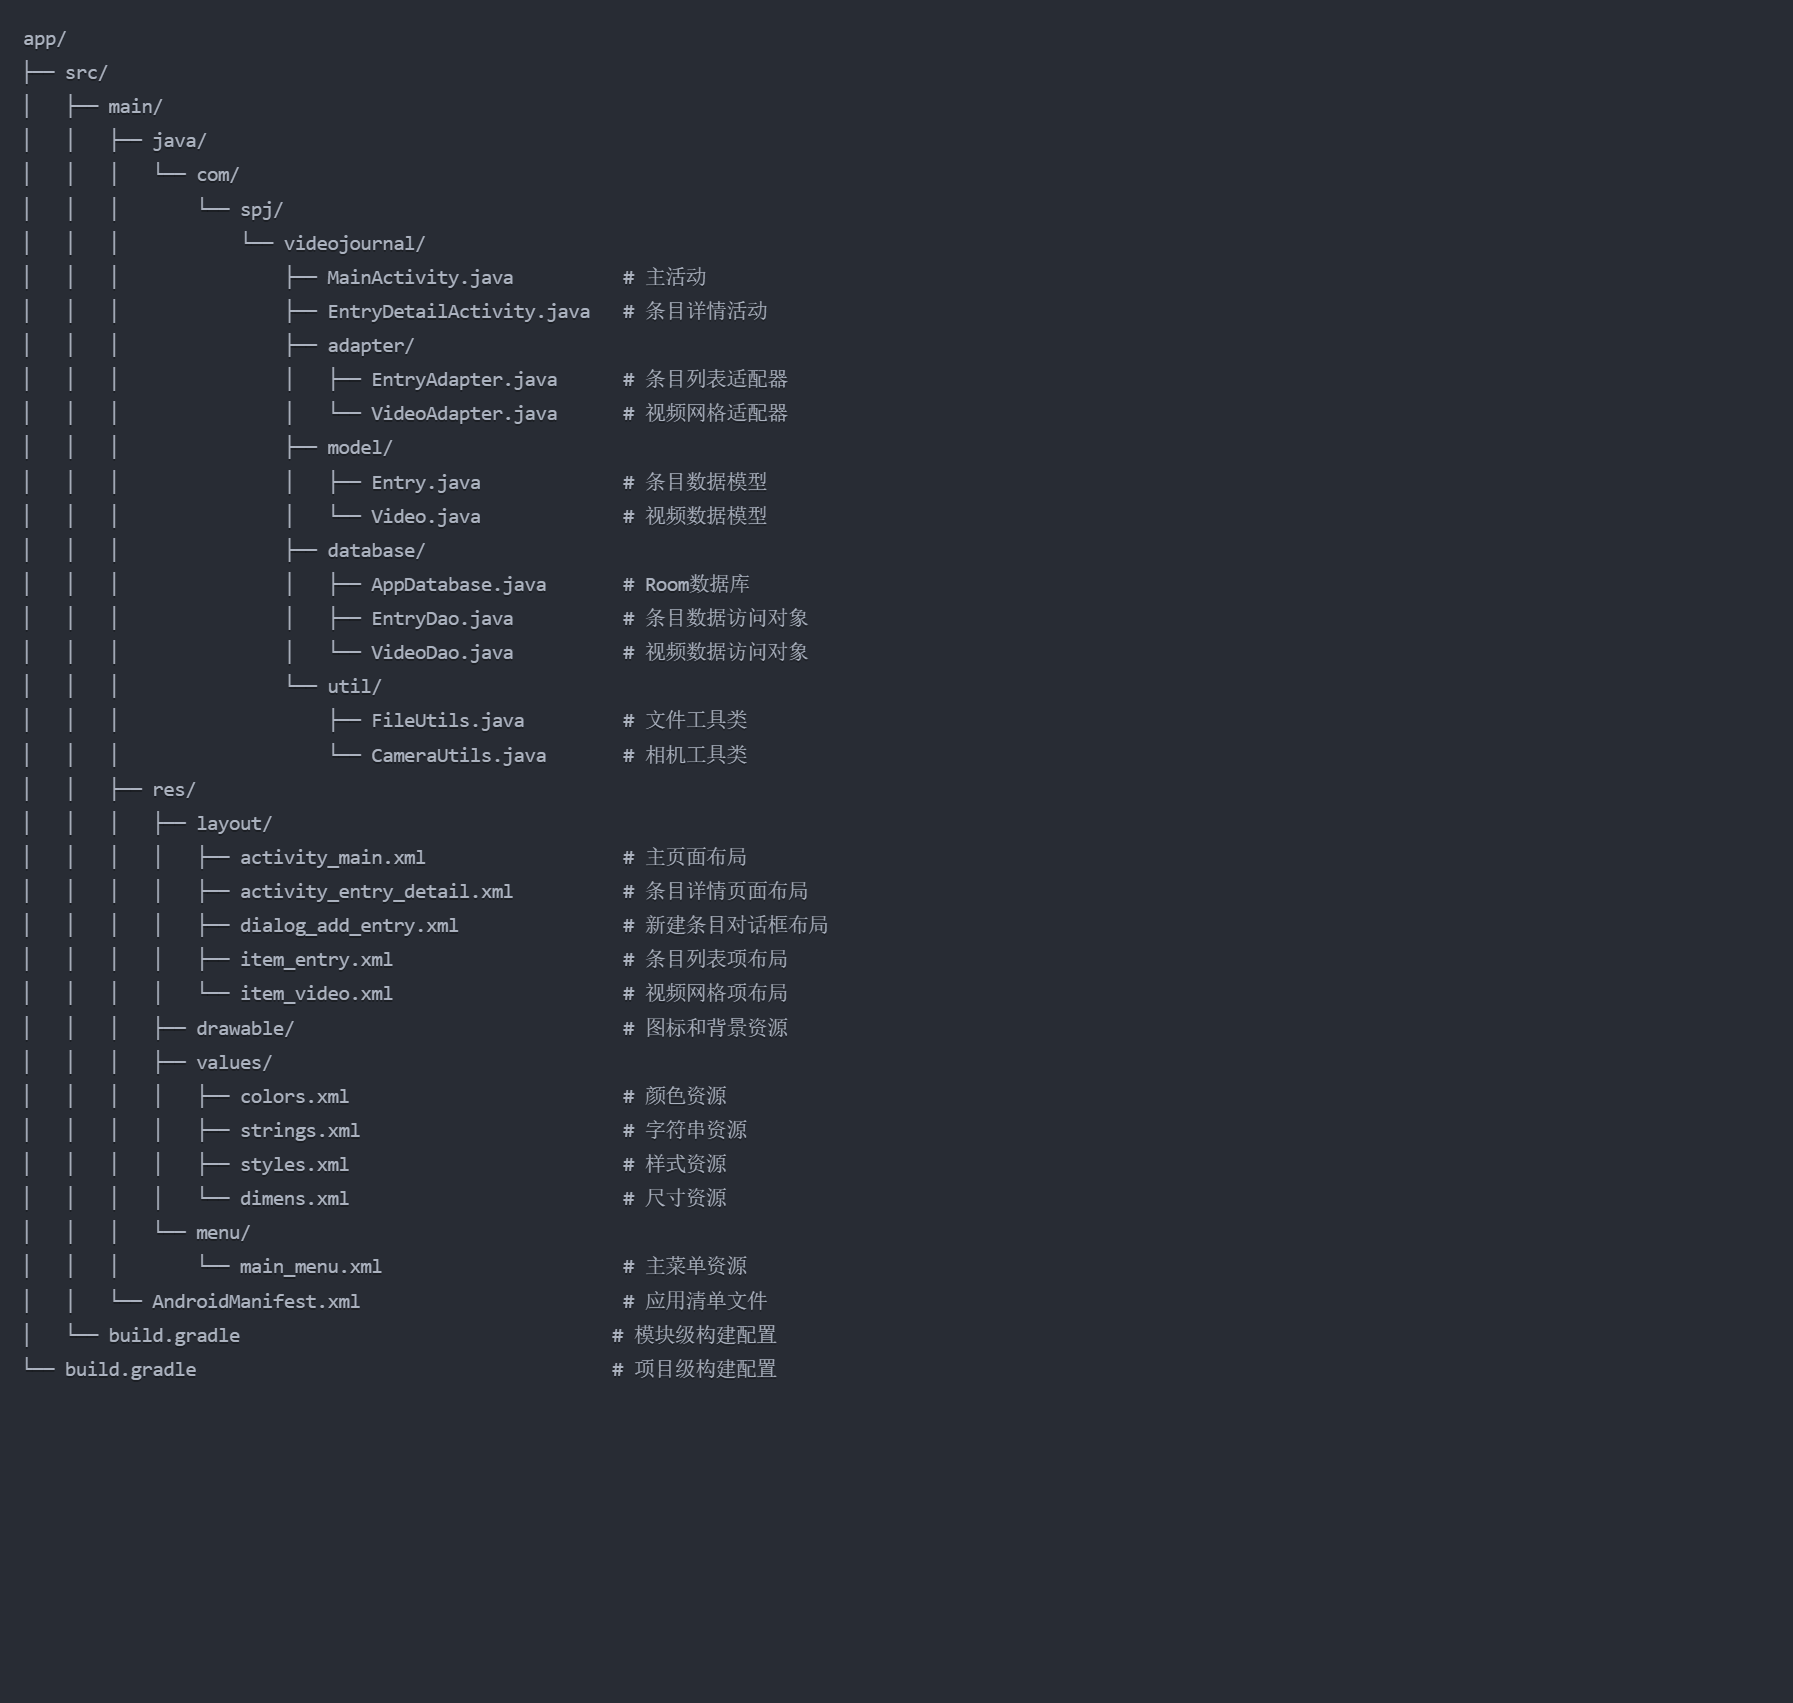 app/
├── src/
│   ├── main/
│   │   ├── java/
│   │   │   └── com/
│   │   │       └── spj/
│   │   │           └── videojournal/
│   │   │               ├── MainActivity.java          # 主活动
│   │   │               ├── EntryDetailActivity.java   # 条目详情活动
│   │   │               ├── adapter/
│   │   │               │   ├── EntryAdapter.java      # 条目列表适配器
│   │   │               │   └── VideoAdapter.java      # 视频网格适配器
│   │   │               ├── model/
│   │   │               │   ├── Entry.java             # 条目数据模型
│   │   │               │   └── Video.java             # 视频数据模型
│   │   │               ├── database/
│   │   │               │   ├── AppDatabase.java       # Room数据库
│   │   │               │   ├── EntryDao.java          # 条目数据访问对象
│   │   │               │   └── VideoDao.java          # 视频数据访问对象
│   │   │               └── util/
│   │   │                   ├── FileUtils.java         # 文件工具类
│   │   │                   └── CameraUtils.java       # 相机工具类
│   │   ├── res/
│   │   │   ├── layout/
│   │   │   │   ├── activity_main.xml                  # 主页面布局
│   │   │   │   ├── activity_entry_detail.xml          # 条目详情页面布局
│   │   │   │   ├── dialog_add_entry.xml               # 新建条目对话框布局
│   │   │   │   ├── item_entry.xml                     # 条目列表项布局
│   │   │   │   └── item_video.xml                     # 视频网格项布局
│   │   │   ├── drawable/                              # 图标和背景资源
│   │   │   ├── values/
│   │   │   │   ├── colors.xml                         # 颜色资源
│   │   │   │   ├── strings.xml                        # 字符串资源
│   │   │   │   ├── styles.xml                         # 样式资源
│   │   │   │   └── dimens.xml                         # 尺寸资源
│   │   │   └── menu/
│   │   │       └── main_menu.xml                      # 主菜单资源
│   │   └── AndroidManifest.xml                        # 应用清单文件
│   └── build.gradle                                  # 模块级构建配置
└── build.gradle                                      # 项目级构建配置